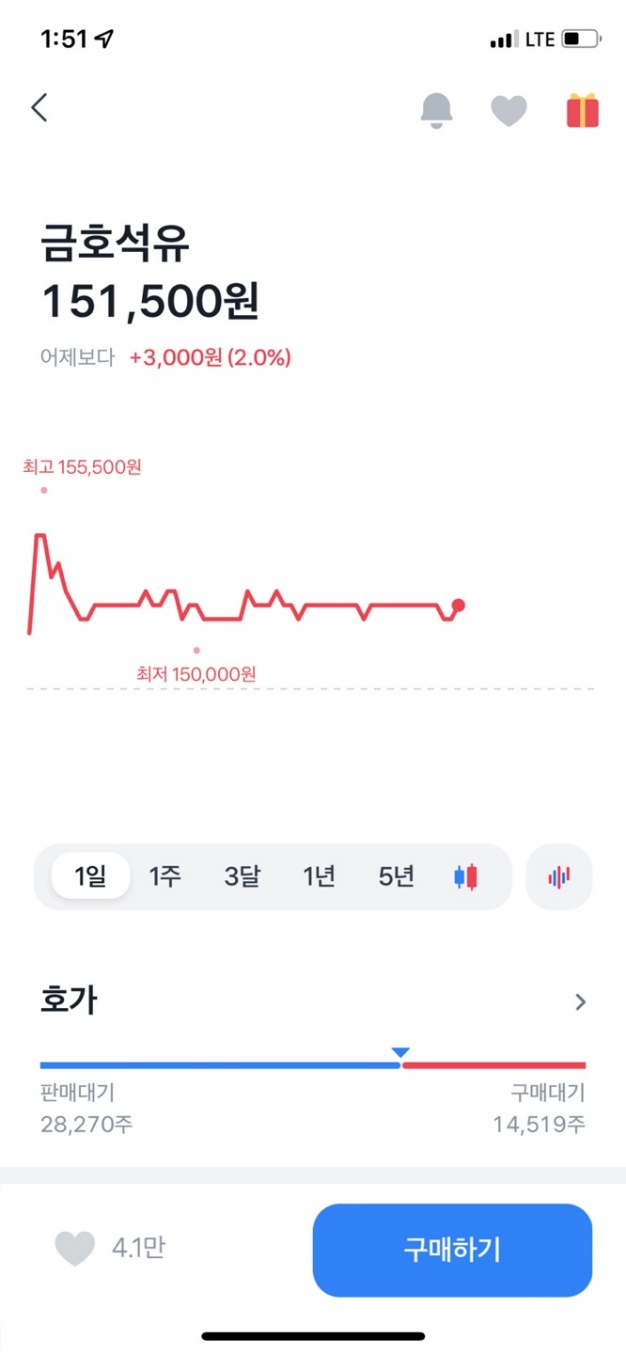 1:51
LTE
금호석유
151,500원
어제보다 +3,000원 (2.0%)
최고 155,500원
최저 150,000원
1일 1주 3달 1년 5년
호가
판매대기 구매대기
28,270주 14,519주
4.1만 구매하기